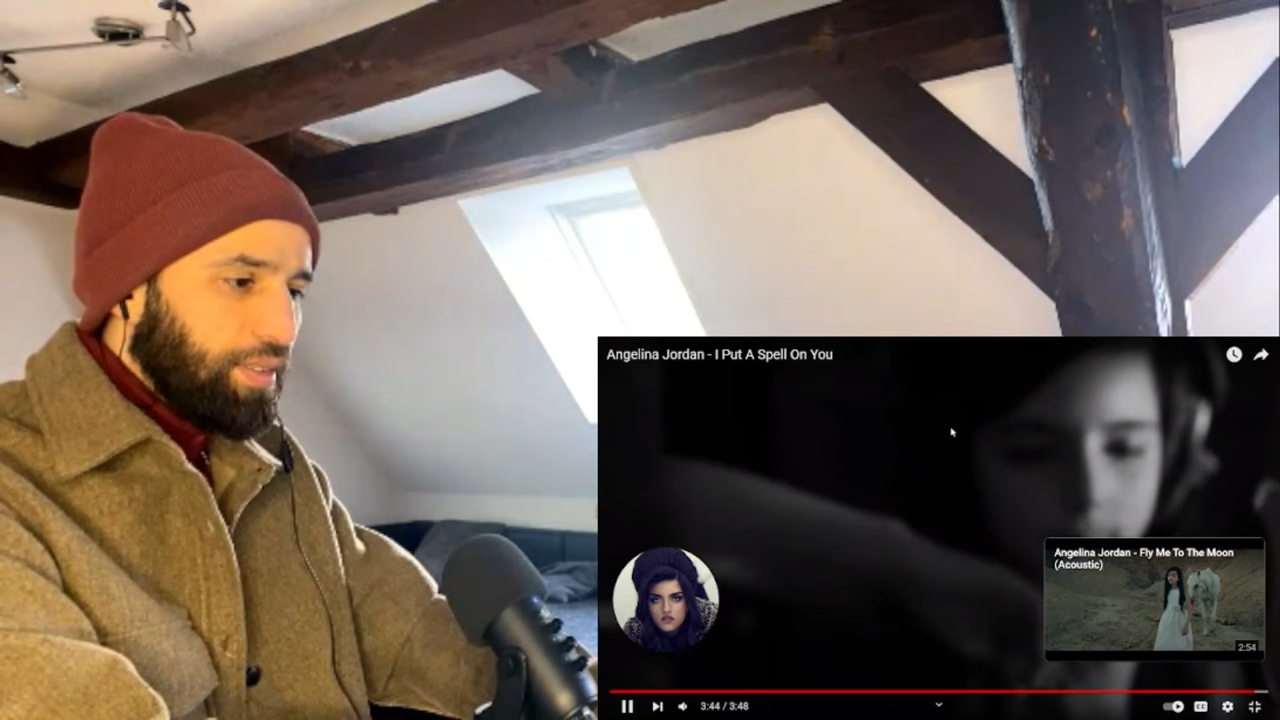 Angelina Jordan - I Put A Spell On You
Angelina Jordan - Fly Me To The Moon
(Acoustic)
2:54
3:44 / 3:48
CC